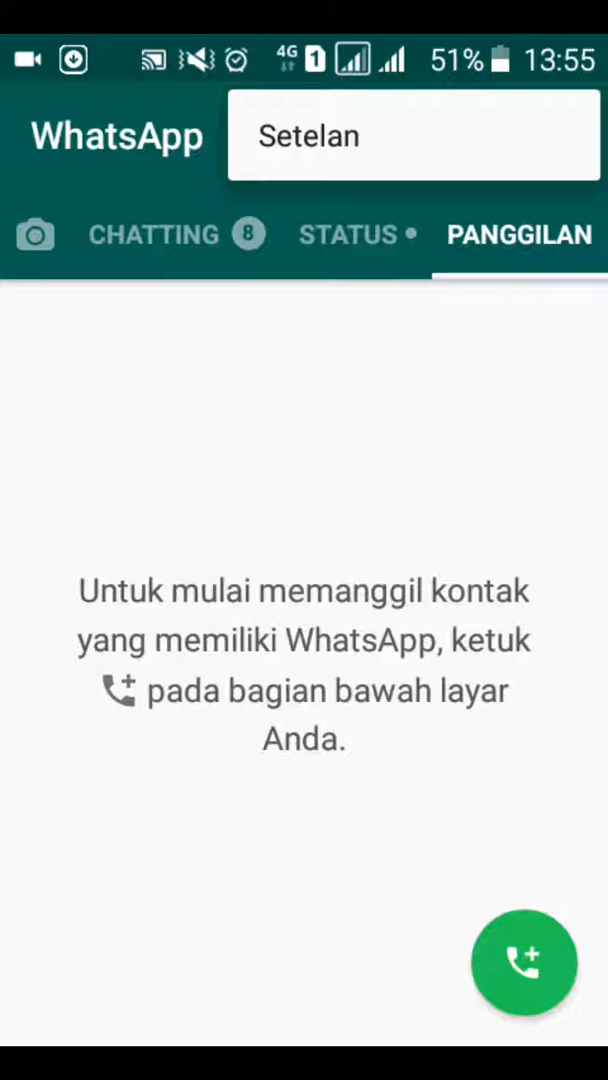 4G 1 51% 13:55
WhatsApp Setelan
CHATTING 8 STATUS PANGGILAN
Untuk mulai memanggil kontak
yang memiliki WhatsApp, ketuk
pada bagian bawah layar
Anda.